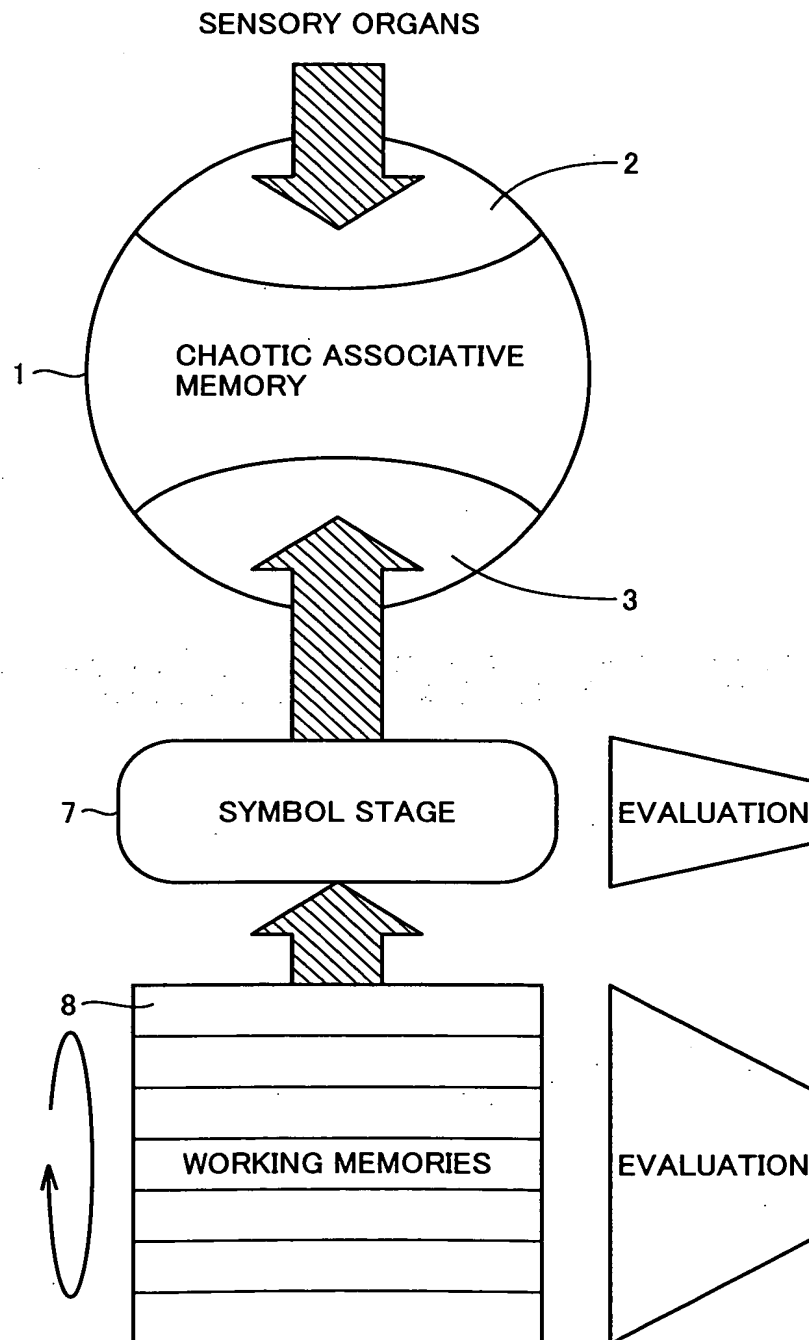 SENSORY ORGANS
2
CHAOTIC ASSOCIATIVE
MEMORY
1
3
7
SYMBOL STAGE
EVALUATION
8
WORKING MEMORIES
EVALUATION